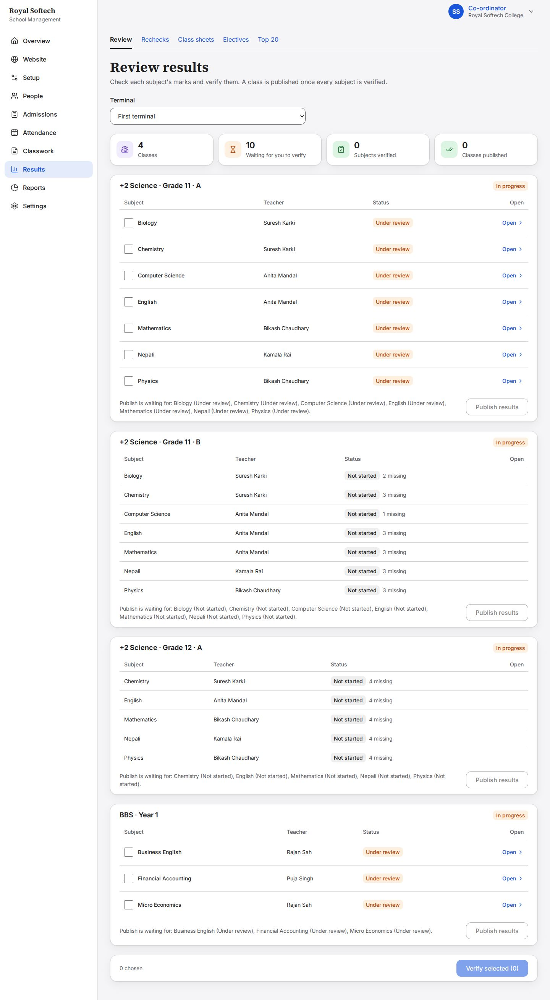 Royal Softech
School Management
SS
Co-ordinator
Royal Softech College
Overview
Website
Setup
People
Admissions
Attendance
Classwork
Results
Reports
Settings
Review Rechecks Class sheets Electives Top 20
Review results
Check each subject's marks and verify them. A class is published once every subject is verified.
Terminal
First terminal
4
Classes
10
Waiting for you to verify
0
Subjects verified
0
Classes published
+2 Science · Grade 11 · A In progress
Subject Teacher Status Open
Biology Suresh Karki Under review Open
Chemistry Suresh Karki Under review Open
Computer Science Anita Mandal Under review Open
English Anita Mandal Under review Open
Mathematics Bikash Chaudhary Under review Open
Nepali Kamala Rai Under review Open
Physics Bikash Chaudhary Under review Open
Publish is waiting for: Biology (Under review), Chemistry (Under review), Computer Science (Under review), English (Under review),
Mathematics (Under review), Nepali (Under review), Physics (Under review).
Publish results
+2 Science · Grade 11 · B In progress
Subject Teacher Status Open
Biology Suresh Karki Not started 2 missing
Chemistry Suresh Karki Not started 3 missing
Computer Science Anita Mandal Not started 1 missing
English Anita Mandal Not started 3 missing
Mathematics Anita Mandal Not started 3 missing
Nepali Kamala Rai Not started 3 missing
Physics Bikash Chaudhary Not started 3 missing
Publish is waiting for: Biology (Not started), Chemistry (Not started), Computer Science (Not started), English (Not started),
Mathematics (Not started), Nepali (Not started), Physics (Not started).
Publish results
+2 Science · Grade 12 · A In progress
Subject Teacher Status Open
Chemistry Suresh Karki Not started 4 missing
English Anita Mandal Not started 4 missing
Mathematics Bikash Chaudhary Not started 4 missing
Nepali Kamala Rai Not started 4 missing
Physics Bikash Chaudhary Not started 4 missing
Publish is waiting for: Chemistry (Not started), English (Not started), Mathematics (Not started), Nepali (Not started), Physics (Not
started).
Publish results
BBS · Year 1 In progress
Subject Teacher Status Open
Business English Rajan Sah Under review Open
Financial Accounting Puja Singh Under review Open
Micro Economics Rajan Sah Under review Open
Publish is waiting for: Business English (Under review), Financial Accounting (Under review), Micro Economics (Under review).
Publish results
0 chosen
Verify selected (0)